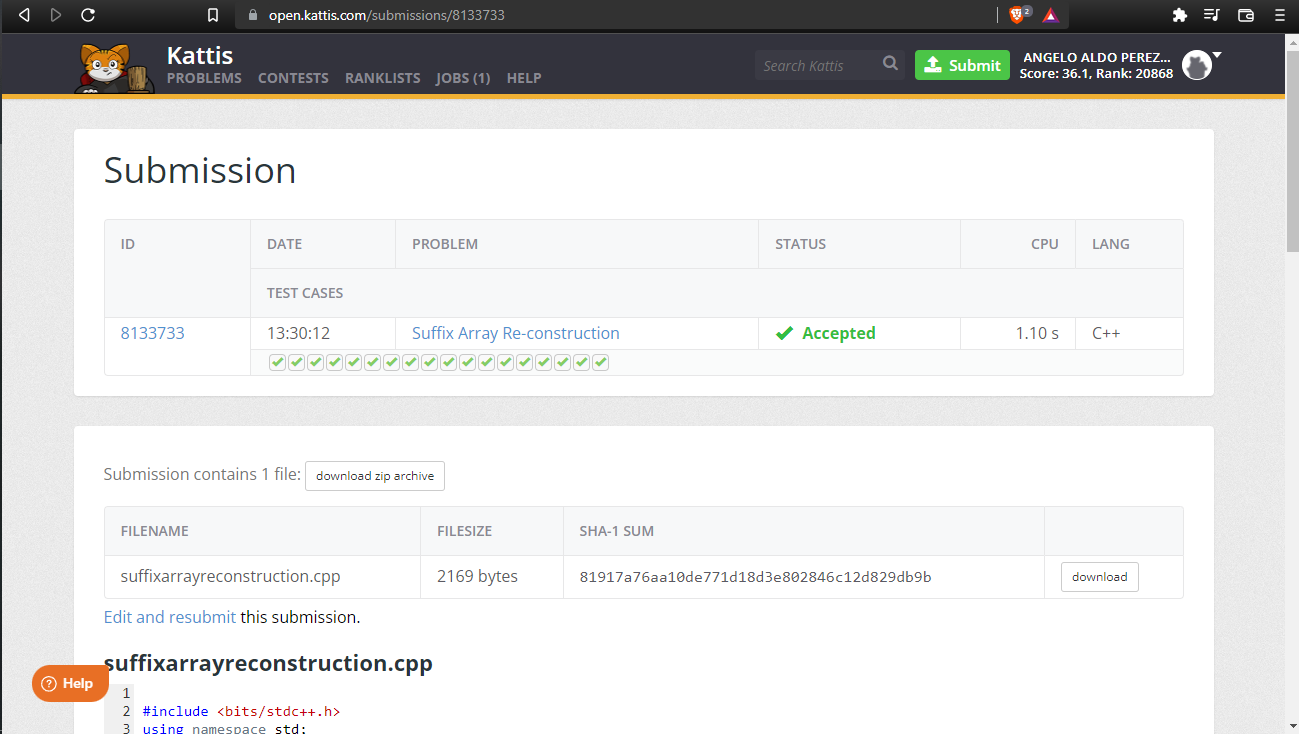 open.kattis.com/submissions/8133733
2
Kattis
PROBLEMS CONTESTS RANKLISTS JOBS (1) HELP
Search Kattis
Submit
ANGELO ALDO PEREZ...
Score: 36.1, Rank: 20868
Submission
ID DATE PROBLEM STATUS CPU LANG
TEST CASES
8133733 13:30:12 Suffix Array Re-construction Accepted 1.10 s C++
Submission contains 1 file: download zip archive
FILENAME FILESIZE SHA-1 SUM
suffixarrayreconstruction.cpp 2169 bytes 81917a76aa10de771d18d3e802846c12d829db9b download
Edit and resubmit this submission.
suffixarrayreconstruction.cpp
Help
1
2 #include <bits/stdc++.h>
3 using namespace std;